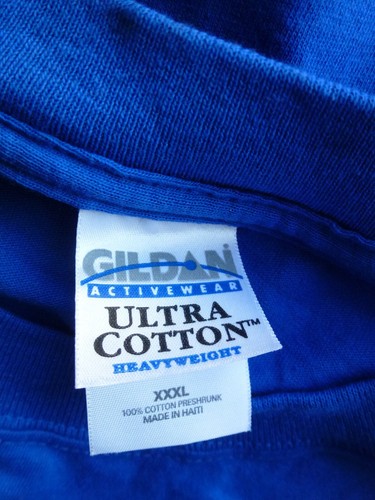 GILDAN
ACTIVEWEAR
ULTRA
COTTON™
HEAVYWEIGHT
XXXL
100% COTTON PRESHRUNK
MADE IN HAITI